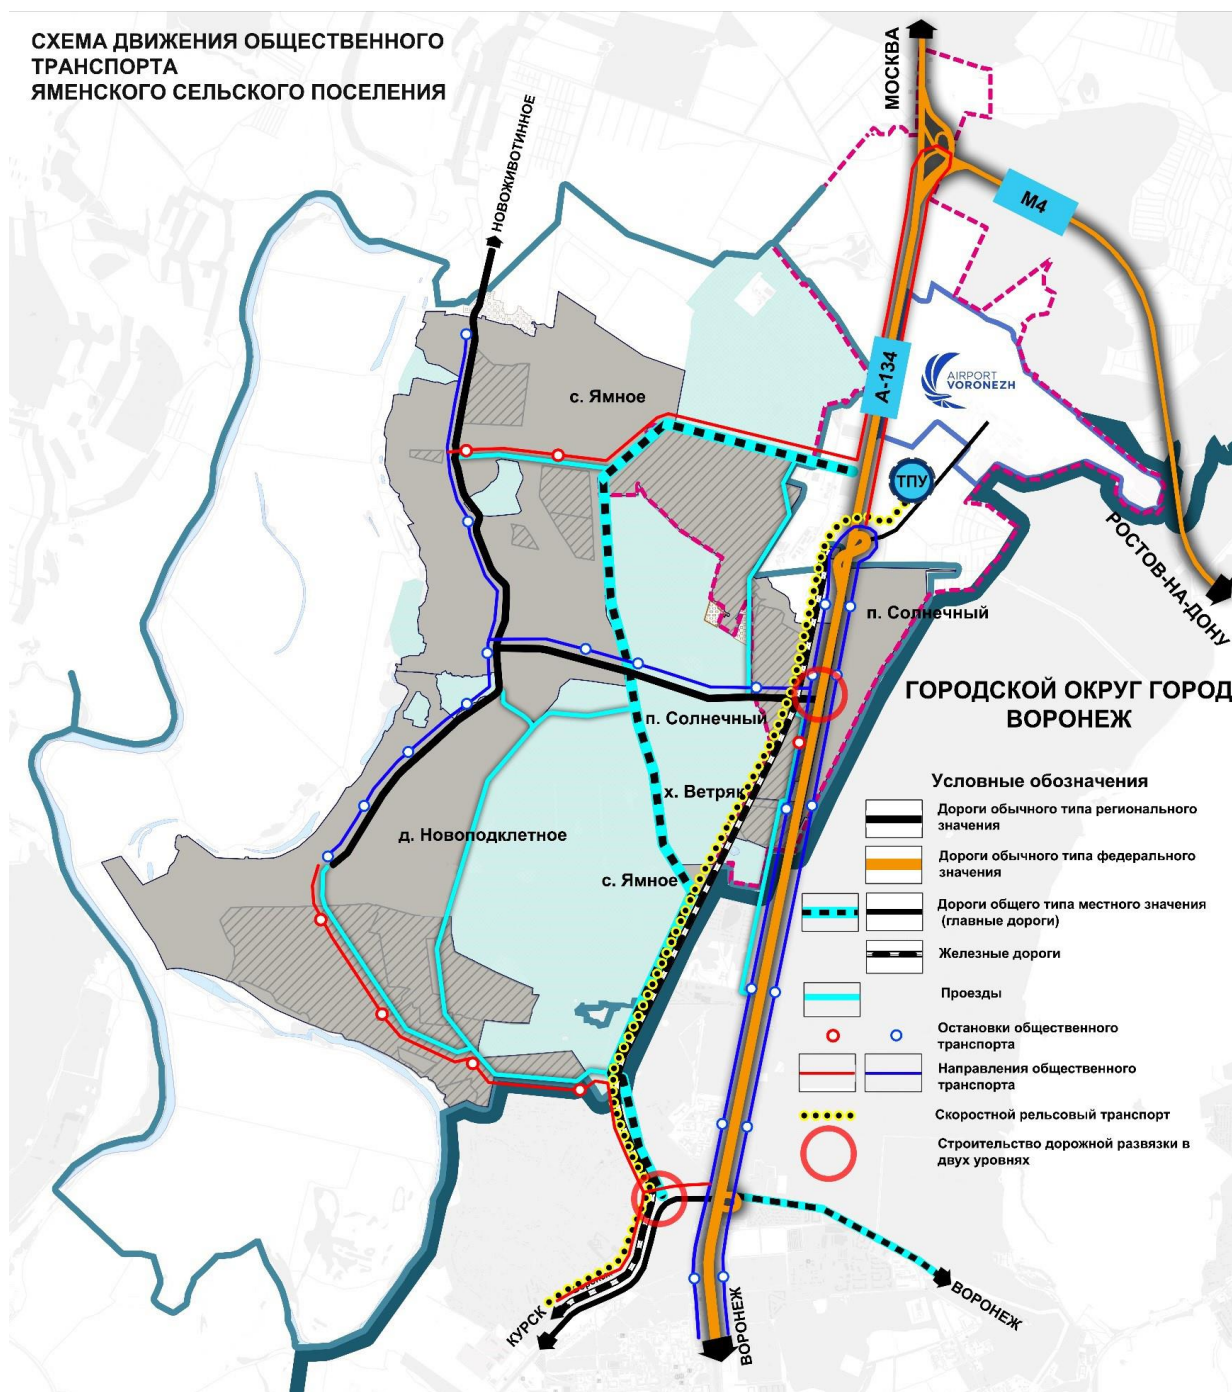 СХЕМА ДВИЖЕНИЯ ОБЩЕСТВЕННОГО
ТРАНСПОРТА
ЯМЕНСКОГО СЕЛЬСКОГО ПОСЕЛЕНИЯ
МОСКВА
НОВОЖИВОТИННОЕ
М4
А-134
AIRPORT
VORONEZH
с. Ямное
ТПУ
РОСТОВ-НА-ДОНУ
п. Солнечный
ГОРОДСКОЙ ОКРУГ ГОРОД
ВОРОНЕЖ
п. Солнечный
х. Ветряк
д. Новоподклетное
с. Ямное
Условные обозначения
Дороги обычного типа регионального
значения
Дороги обычного типа федерального
значения
Дороги общего типа местного значения
(главные дороги)
Железные дороги
Проезды
Остановки общественного
транспорта
Направления общественного
транспорта
Скоростной рельсовый транспорт
Строительство дорожной развязки в
двух уровнях
КУРСК
ВОРОНЕЖ
ВОРОНЕЖ